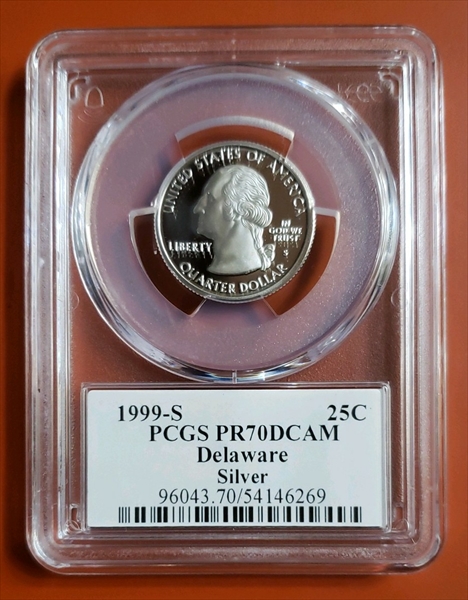 UNITED STATES OF AMERICA
LIBERTY
IN
GOD WE
TRUST
S
QUARTER DOLLAR
1999-S 25C
PCGS PR70DCAM
Delaware
Silver
96043.70/54146269